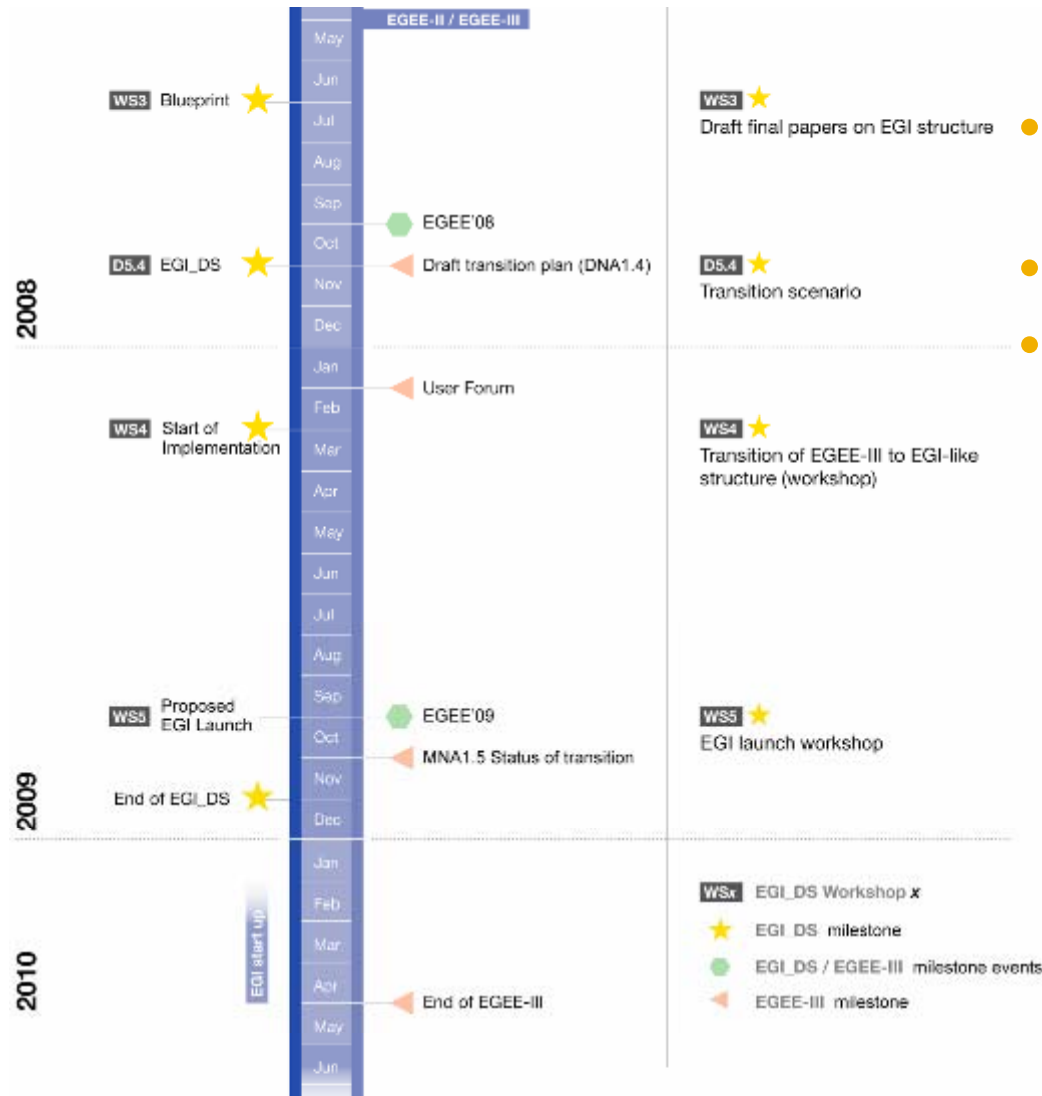 EGEE-II / EGEE-III
May
Jun
WS3 Blueprint
Jul
Aug
Sep
EGEE'08
Oct
D5.4 EGI_DS
Draft transition plan (DNA1.4)
Nov
Dec
2008
Jan
User Forum
Feb
WS4 Start of
Implementation
Mar
Apr
May
Jun
Jul
Aug
Sep
WS5 Proposed
EGI Launch
EGEE'09
Oct
MNA1.5 Status of transition
Nov
End of EGI_DS
Dec
2009
Jan
Feb
Mar
Apr
EGI start up
End of EGEE-III
May
Jun
2010
WS3
Draft final papers on EGI structure
D5.4
Transition scenario
WS4
Transition of EGEE-III to EGI-like
structure (workshop)
WS5
EGI launch workshop
WSx EGI_DS Workshop x
EGI_DS milestone
EGI_DS / EGEE-III milestone events
EGEE-III milestone